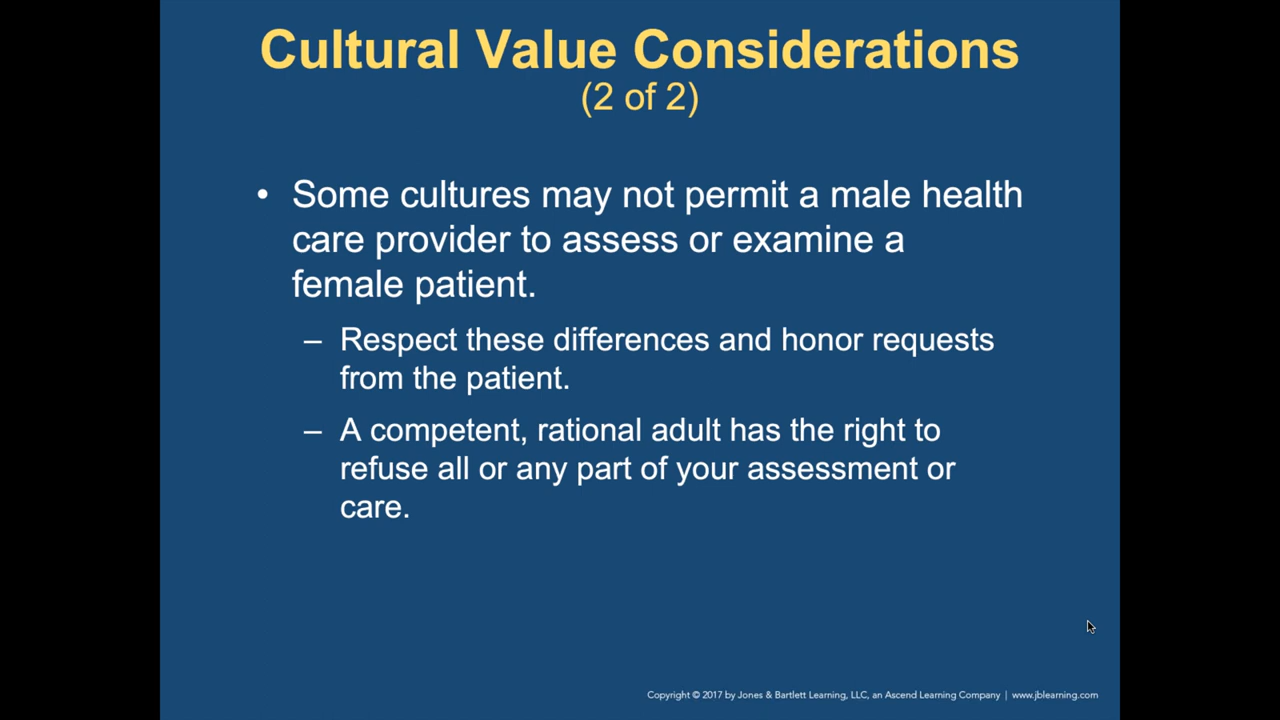 Cultural Value Considerations
(2 of 2)
• Some cultures may not permit a male health
care provider to assess or examine a
female patient.
– Respect these differences and honor requests
from the patient.
– A competent, rational adult has the right to
refuse all or any part of your assessment or
care.
Copyright © 2017 by Jones & Bartlett Learning, LLC, an Ascend Learning Company | www.jblearning.com